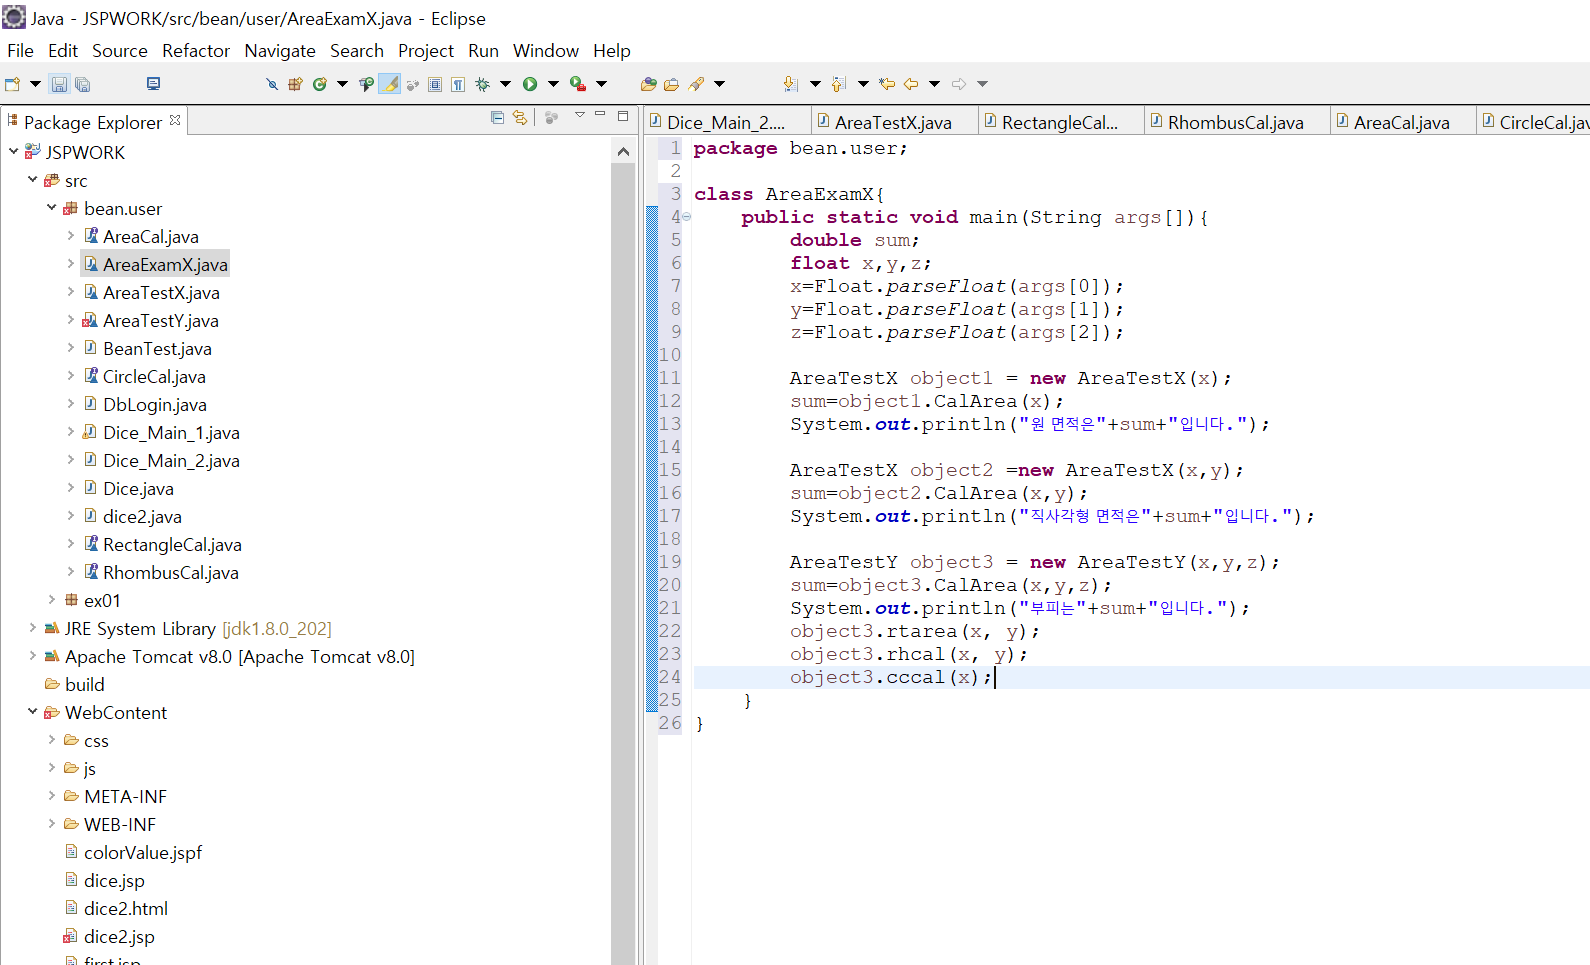 Java - JSPWORK/src/bean/user/AreaExamX.java - Eclipse
File Edit Source Refactor Navigate Search Project Run Window Help
Package Explorer
JSPWORK
src
bean.user
AreaCal.java
AreaExamX.java
AreaTestX.java
AreaTestY.java
BeanTest.java
CircleCal.java
DbLogin.java
Dice_Main_1.java
Dice_Main_2.java
Dice.java
dice2.java
RectangleCal.java
RhombusCal.java
ex01
JRE System Library [jdk1.8.0_202]
Apache Tomcat v8.0 [Apache Tomcat v8.0]
build
WebContent
css
js
META-INF
WEB-INF
colorValue.jspf
dice.jsp
dice2.html
dice2.jsp
first.jsp
Dice_Main_2.... AreaTestX.java RectangleCal... RhombusCal.java AreaCal.java CircleCal.jav
1 package bean.user;
2
3 class AreaExamX{
4 public static void main(String args[]){
5 double sum;
6 float x,y,z;
7 x=Float.parseFloat(args[0]);
8 y=Float.parseFloat(args[1]);
9 z=Float.parseFloat(args[2]);
10
11 AreaTestX object1 = new AreaTestX(x);
12 sum=object1.CalArea(x);
13 System.out.println("원 면적은"+sum+"입니다.");
14
15 AreaTestX object2 =new AreaTestX(x,y);
16 sum=object2.CalArea(x,y);
17 System.out.println("직사각형 면적은"+sum+"입니다.");
18
19 AreaTestY object3 = new AreaTestY(x,y,z);
20 sum=object3.CalArea(x,y,z);
21 System.out.println("부피는"+sum+"입니다.");
22 object3.rtarea(x, y);
23 object3.rhcal(x, y);
24 object3.cccal(x);
25 }
26 }